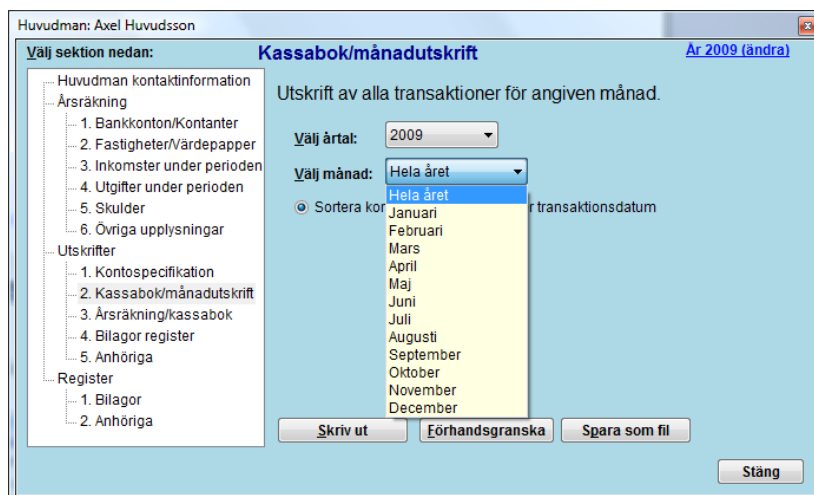 Huvudman: Axel Huvudsson
Välj sektion nedan:
Kassabok/månadutskrift
År 2009 (ändra)
Huvudman kontaktinformation
Årsräkning
1. Bankkonton/Kontanter
2. Fastigheter/Värdepapper
3. Inkomster under perioden
4. Utgifter under perioden
5. Skulder
6. Övriga upplysningar
Utskrifter
1. Kontospecifikation
2. Kassabok/månadutskrift
3. Årsräkning/kassabok
4. Bilagor register
5. Anhöriga
Register
1. Bilagor
2. Anhöriga
Utskrift av alla transaktioner för angiven månad.
Välj årtal: 2009
Välj månad: Hela året
Hela året
Sortera transaktionsdatum
Januari
Februari
Mars
April
Maj
Juni
Juli
Augusti
September
Oktober
November
December
Skriv ut Förhandsgranska Spara som fil
Stäng